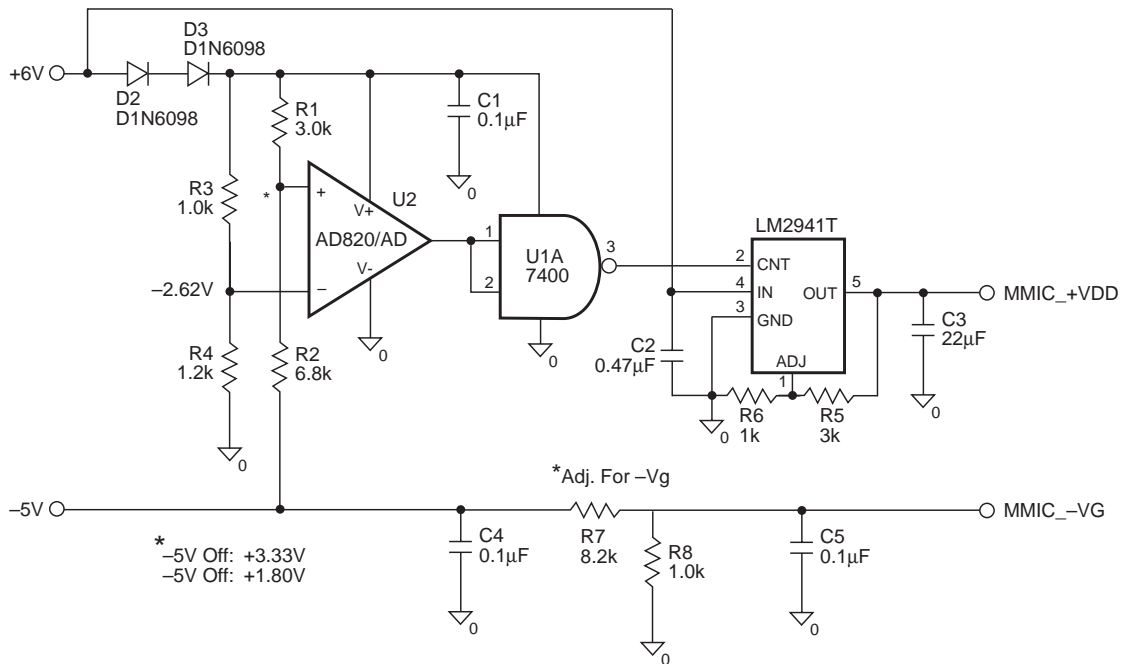 +6V
D3
D1N6098
D2
D1N6098
R1
3.0k
C1
0.1μF
0
R3
1.0k
*
+
V+
U2
AD820/AD
V-
–
0
–2.62V
1
2
U1A
7400
3
0
LM2941T
2
CNT
4
IN
3
GND
OUT
5
ADJ
1
MMIC_+VDD
C3
22μF
0
C2
0.47μF
0
R6
1k
R5
3k
R4
1.2k
0
R2
6.8k
*Adj. For –Vg
–5V
MMIC_–VG
*
–5V Off: +3.33V
–5V Off: +1.80V
C4
0.1μF
0
R7
8.2k
R8
1.0k
0
C5
0.1μF
0